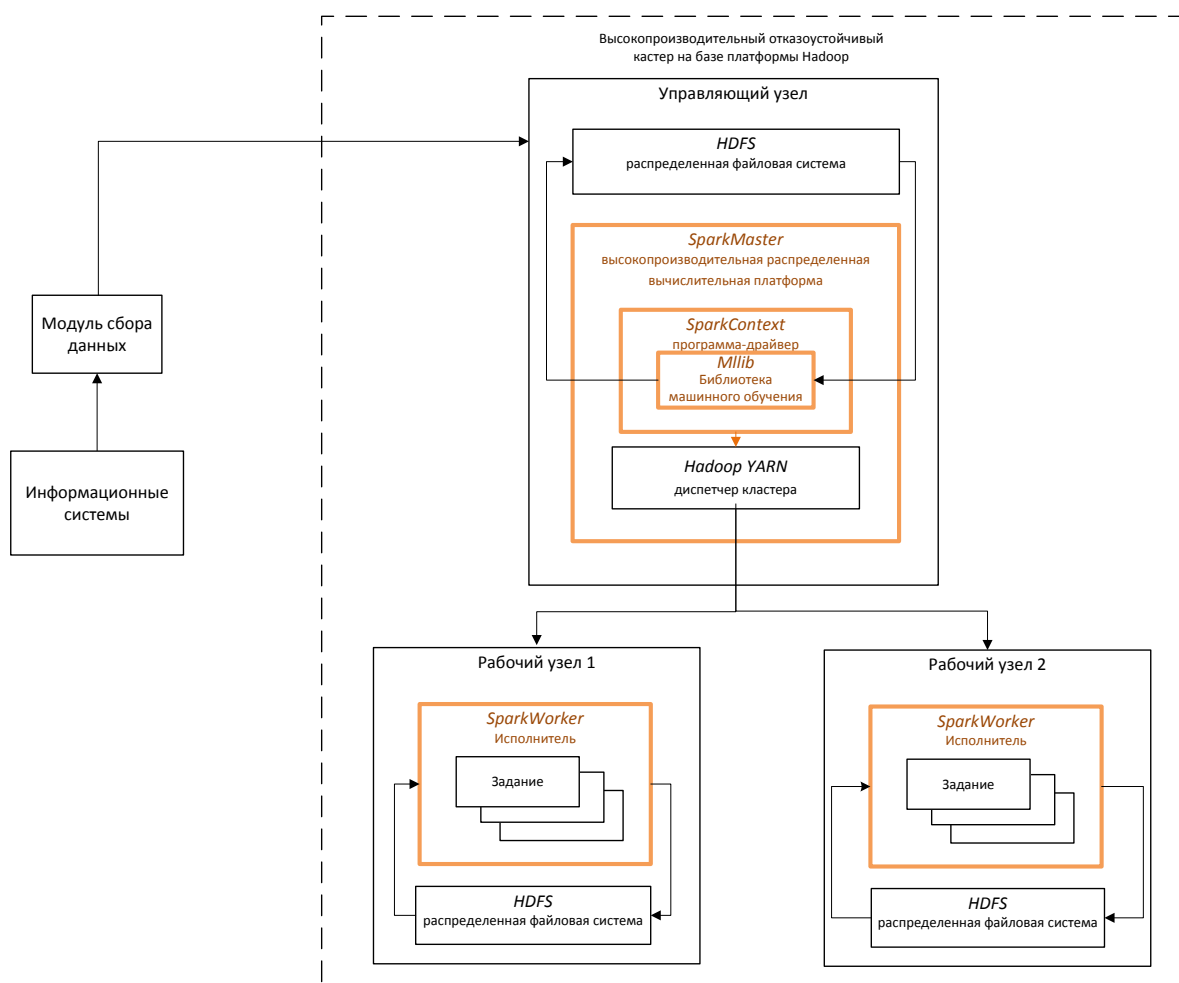 Высокопроизводительный отказоустойчивый
кастер на базе платформы Hadoop
Управляющий узел
HDFS
распределенная файловая система
SparkMaster
высокопроизводительная распределенная
вычислительная платформа
SparkContext
программа-драйвер
Mllib
Библиотека
машинного обучения
Модуль сбора
данных
Hadoop YARN
диспетчер кластера
Информационные
системы
Рабочий узел 1
SparkWorker
Исполнитель
Задание
HDFS
распределенная файловая система
Рабочий узел 2
SparkWorker
Исполнитель
Задание
HDFS
распределенная файловая система